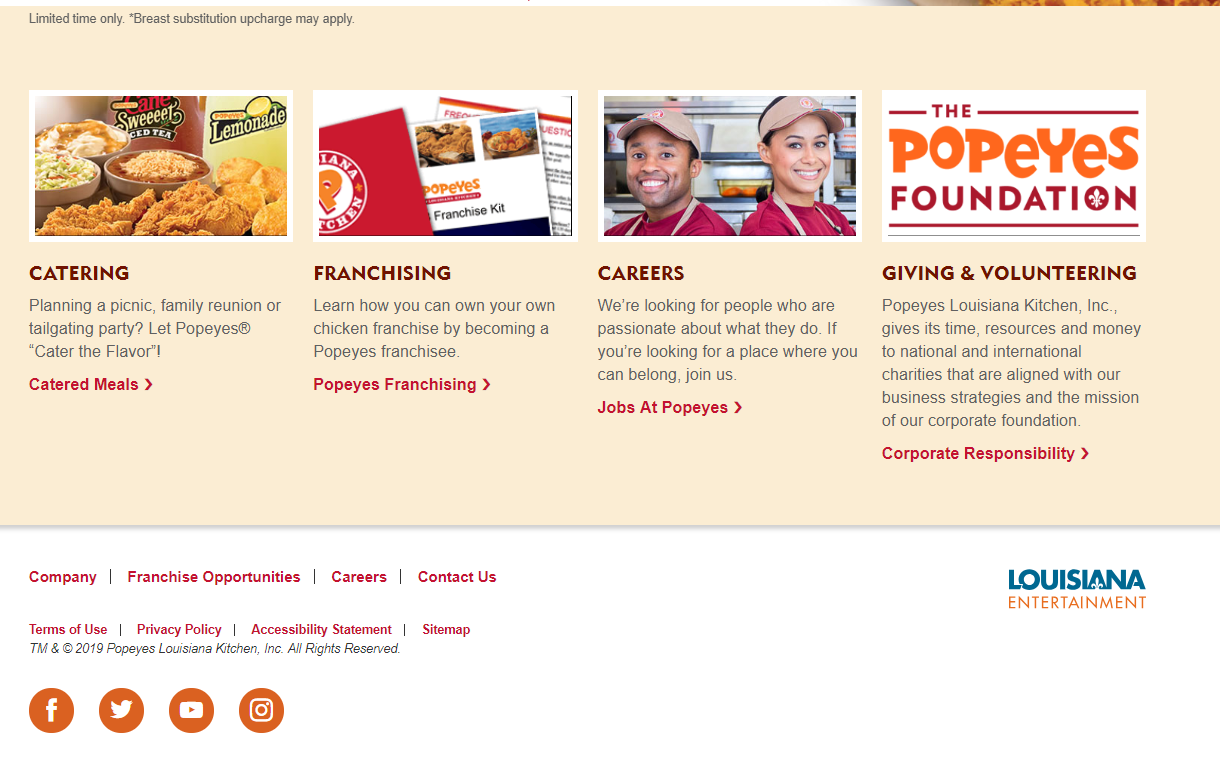 Limited time only. *Breast substitution upcharge may apply.
POPEYES
Cane
Sweeeet
ICED TEA
POPEYES
Lemonade
FREQU
QUESTIO
POPEYES
LOUISIANA KITCHEN
Franchise Kit
SIANA
KITCHEN
THE
POPEYES
FOUNDATION
CATERING
Planning a picnic, family reunion or
tailgating party? Let Popeyes®
“Cater the Flavor”!
Catered Meals ❯
FRANCHISING
Learn how you can own your own
chicken franchise by becoming a
Popeyes franchisee.
Popeyes Franchising ❯
CAREERS
We’re looking for people who are
passionate about what they do. If
you’re looking for a place where you
can belong, join us.
Jobs At Popeyes ❯
GIVING & VOLUNTEERING
Popeyes Louisiana Kitchen, Inc.,
gives its time, resources and money
to national and international
charities that are aligned with our
business strategies and the mission
of our corporate foundation.
Corporate Responsibility ❯
Company | Franchise Opportunities | Careers | Contact Us
LOUISIANA
ENTERTAINMENT
Terms of Use | Privacy Policy | Accessibility Statement | Sitemap
TM & © 2019 Popeyes Louisiana Kitchen, Inc. All Rights Reserved.